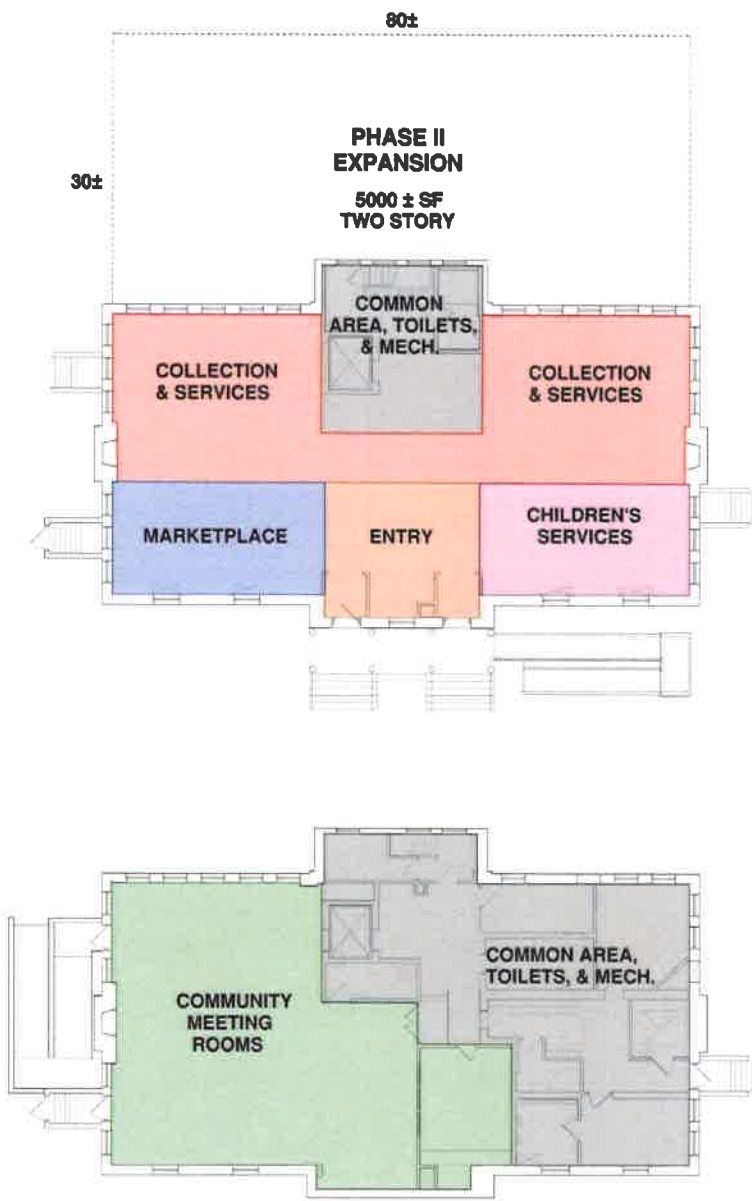 80±
PHASE II
EXPANSION
30±
5000 ± SF
TWO STORY
COMMON
AREA, TOILETS,
& MECH.
COLLECTION
& SERVICES
COLLECTION
& SERVICES
MARKETPLACE
ENTRY
CHILDREN'S
SERVICES
COMMON AREA,
TOILETS, & MECH.
COMMUNITY
MEETING
ROOMS